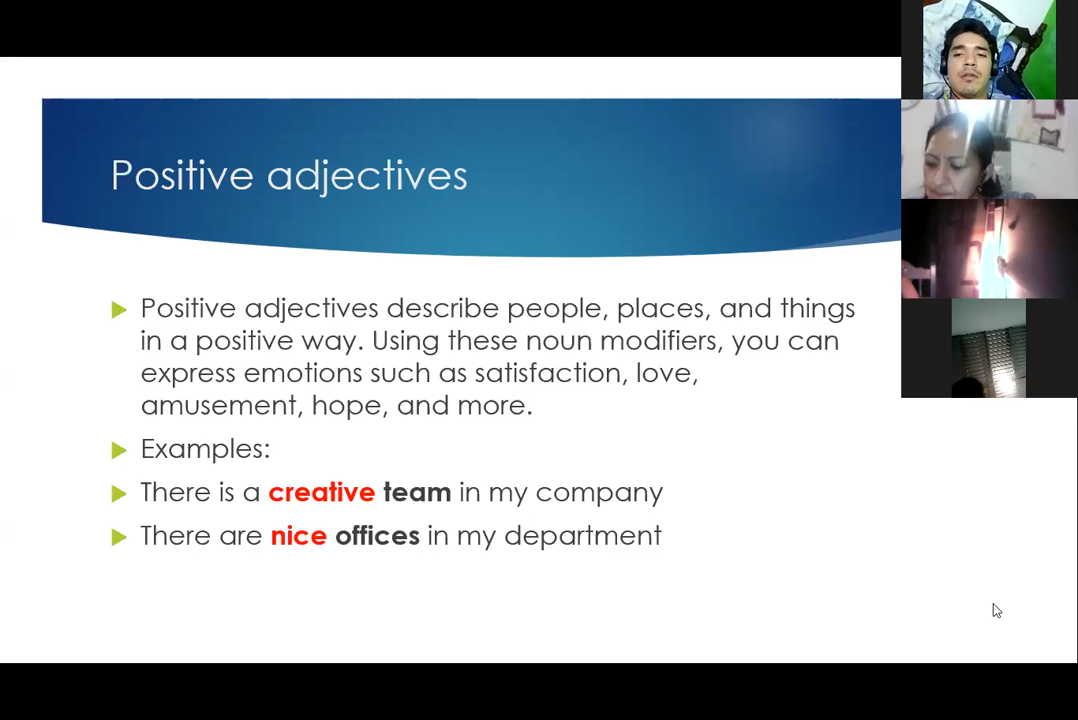 Positive adjectives
Positive adjectives describe people, places, and things
in a positive way. Using these noun modifiers, you can
express emotions such as satisfaction, love,
amusement, hope, and more.
Examples:
There is a creative team in my company
There are nice offices in my department